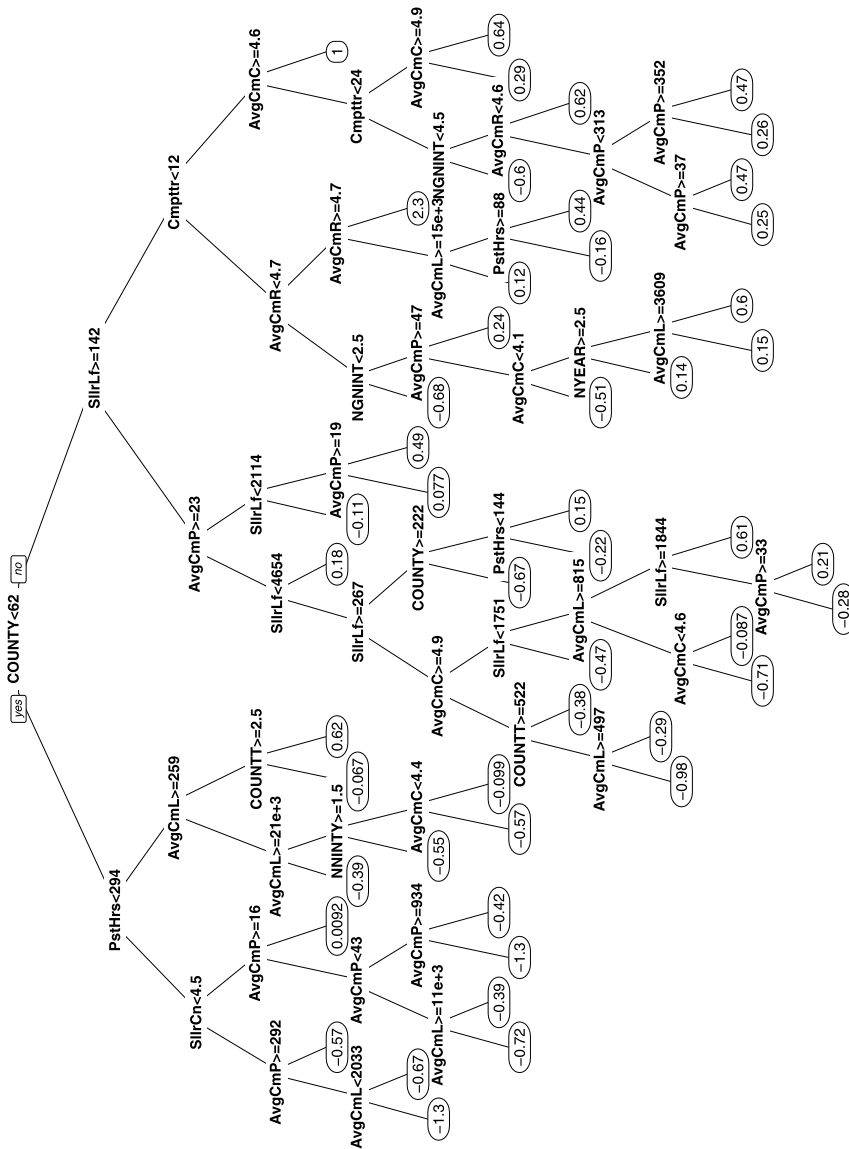 yes
COUNTY<62
no
PstHrs<294
SllrLf>=142
SllrCn<4.5
AvgCmL>=259
AvgCmP>=23
Cmpttr<12
AvgCmP>=292
AvgCmP>=16
AvgCmL>=21e+3
COUNTT>=2.5
SllrLf<4654
SllrLf<2114
AvgCmR<4.7
AvgCmC>=4.6
AvgCmL<2033
−0.57
AvgCmP<43
0.0092
−0.39
NNINTY>=1.5
−0.067
0.62
SllrLf>=267
0.18
−0.11
AvgCmP>=19
NGNINT<2.5
AvgCmR>=4.7
Cmpttr<24
1
−1.3
−0.67
AvgCmL>=11e+3
AvgCmP>=934
−0.55
AvgCmC<4.4
AvgCmC>=4.9
COUNTY>=222
0.077
0.49
−0.68
AvgCmP>=47
AvgCmL>=15e+3
2.3
NGNINT<4.5
AvgCmC>=4.9
−0.72
−0.39
−1.3
−0.42
−0.57
−0.099
COUNTT>=522
SllrLf<1751
−0.67
PstHrs<144
AvgCmC<4.1
0.24
0.12
PstHrs>=88
−0.6
AvgCmR<4.6
0.29
0.64
AvgCmL>=497
−0.38
−0.47
AvgCmL>=815
−0.22
0.15
−0.51
NYEAR>=2.5
−0.16
0.44
AvgCmP<313
0.62
−0.98
−0.29
AvgCmC<4.6
SllrLf>=1844
0.14
AvgCmL>=3609
AvgCmP>=37
AvgCmP>=352
−0.71
−0.087
AvgCmP>=33
0.61
0.15
0.6
0.25
0.47
0.26
0.47
−0.28
0.21